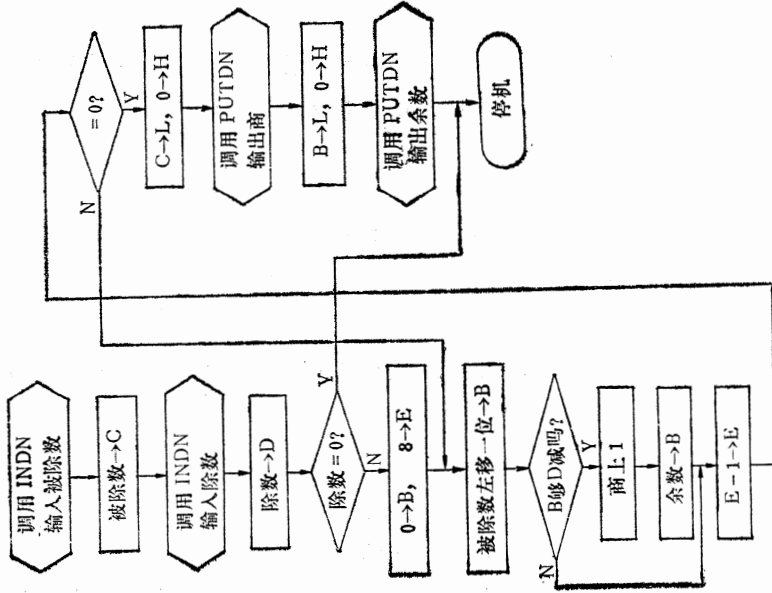 调用 INDN
输入被除数
被除数→C
调用 INDN
输入除数
除数→D
除数=0?
Y
N
0→B, 8→E
被除数左移一位→B
B够D减吗?
N
Y
商上1
余数→B
E-1→E
=0?
N
Y
C→L, 0→H
调用 PUTDN
输出商
B→L, 0→H
调用 PUTDN
输出余数
停机